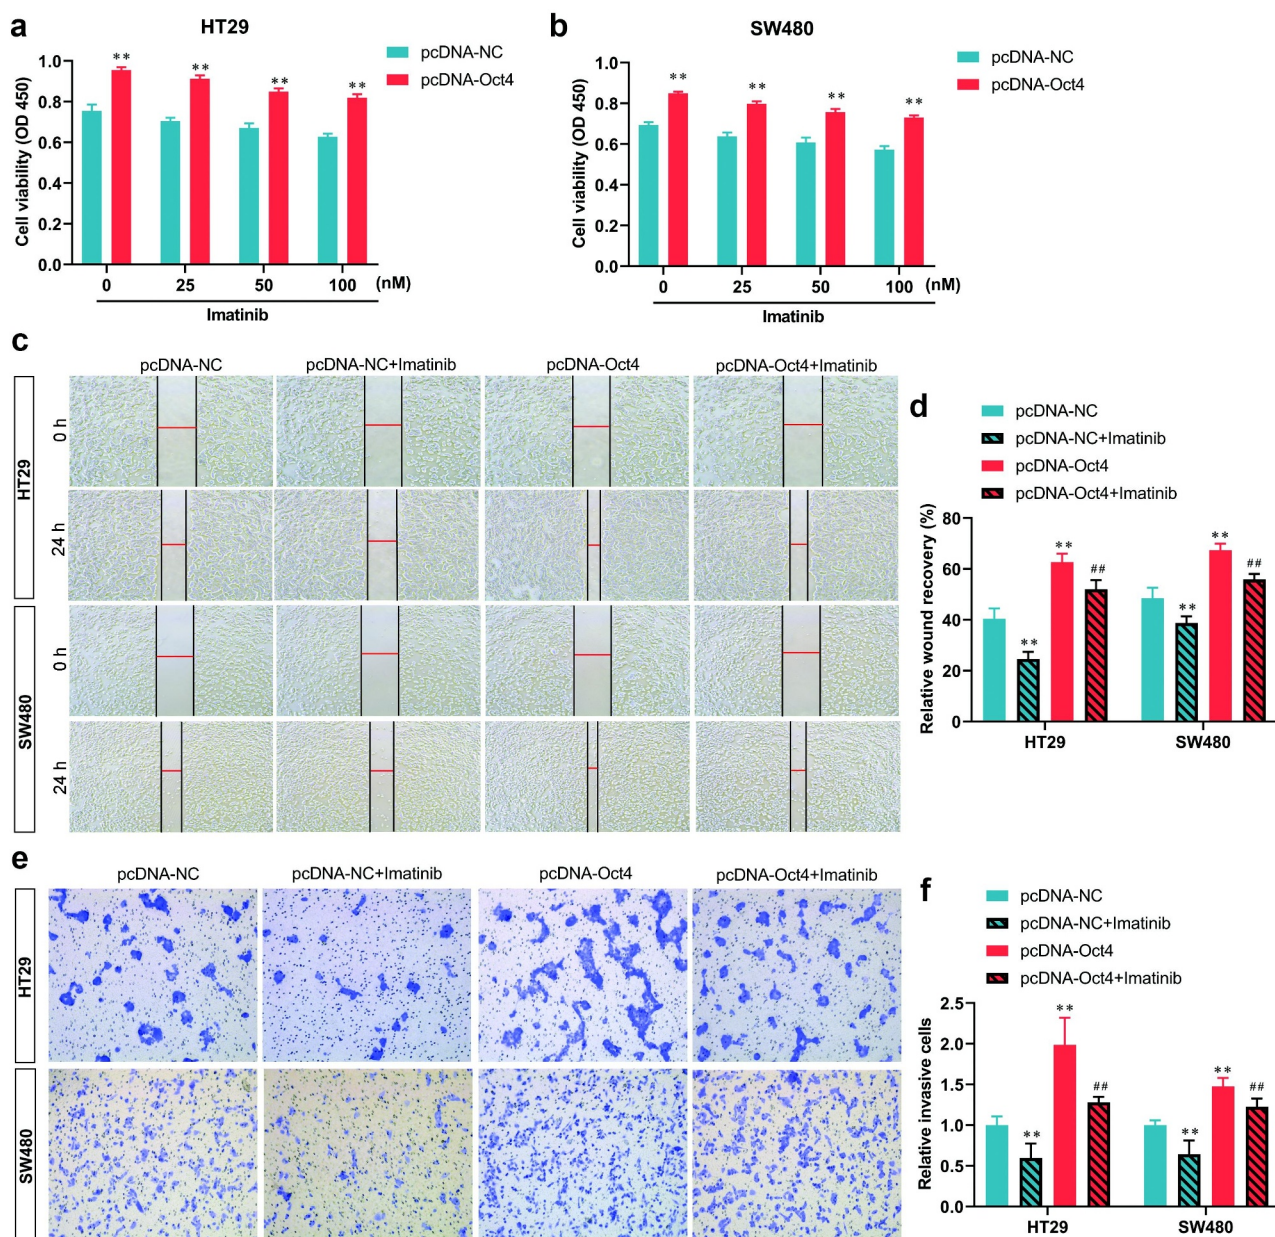 a
HT29
pcDNA-NC
pcDNA-Oct4
Cell viability (OD 450)
1.0
0.8
0.6
0.4
0.2
0.0
**
**
**
**
0 25 50 100 (nM)
Imatinib
b
SW480
pcDNA-NC
pcDNA-Oct4
Cell viability (OD 450)
1.0
0.8
0.6
0.4
0.2
0.0
**
**
**
**
0 25 50 100 (nM)
Imatinib
c
pcDNA-NC pcDNA-NC+Imatinib pcDNA-Oct4 pcDNA-Oct4+Imatinib
HT29
0 h
24 h
SW480
0 h
24 h
d
pcDNA-NC
pcDNA-NC+Imatinib
pcDNA-Oct4
pcDNA-Oct4+Imatinib
Relative wound recovery (%)
80
60
40
20
0
**
**
##
**
**
##
HT29 SW480
e
pcDNA-NC pcDNA-NC+Imatinib pcDNA-Oct4 pcDNA-Oct4+Imatinib
HT29
SW480
f
pcDNA-NC
pcDNA-NC+Imatinib
pcDNA-Oct4
pcDNA-Oct4+Imatinib
Relative invasive cells
2.5
2.0
1.5
1.0
0.5
0.0
**
**
##
**
**
##
HT29 SW480